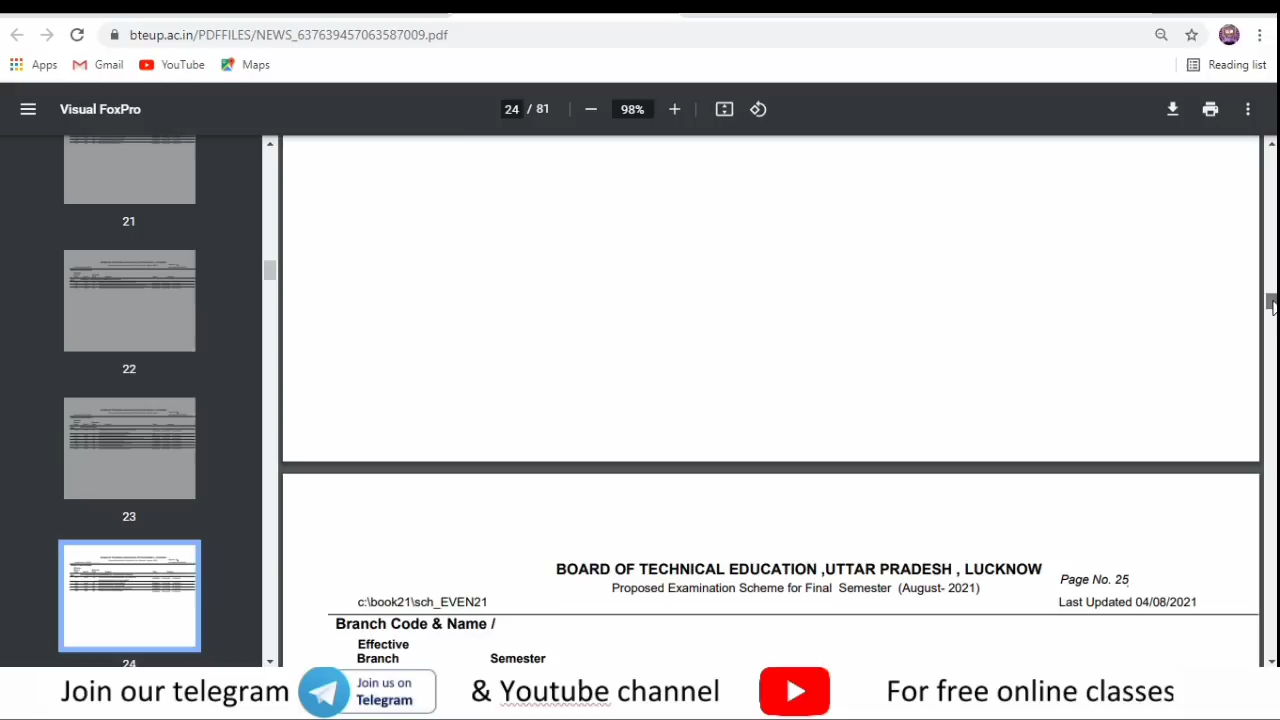 bteup.ac.in/PDFFILES/NEWS_637639457063587009.pdf
Apps Gmail YouTube Maps Reading list
Visual FoxPro 24 / 81 98%
21
22
23
24
BOARD OF TECHNICAL EDUCATION ,UTTAR PRADESH , LUCKNOW
Page No. 25
Proposed Examination Scheme for Final Semester (August- 2021)
c:\book21\sch_EVEN21 Last Updated 04/08/2021
Branch Code & Name /
Effective
Branch Semester
Join our telegram Join us on Telegram & Youtube channel For free online classes